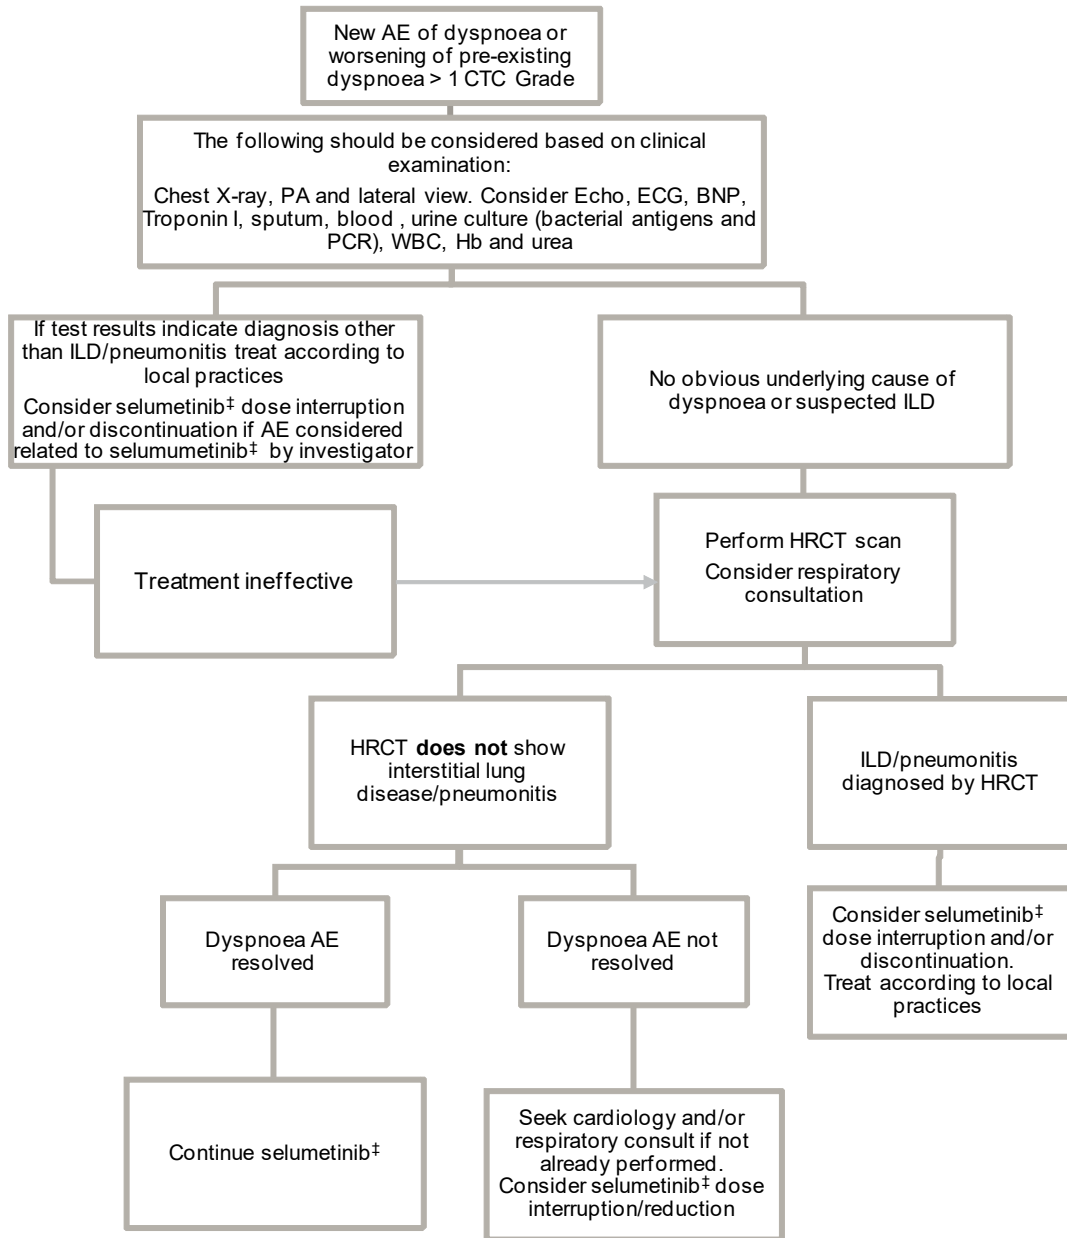 New AE of dyspnoea or
worsening of pre-existing
dyspnoea > 1 CTC Grade
The following should be considered based on clinical
examination:
Chest X-ray, PA and lateral view. Consider Echo, ECG, BNP,
Troponin I, sputum, blood , urine culture (bacterial antigens and
PCR), WBC, Hb and urea
If test results indicate diagnosis other
than ILD/pneumonitis treat according to
local practices
Consider selumetinib‡ dose interruption
and/or discontinuation if AE considered
related to selumumetinib‡ by investigator
No obvious underlying cause of
dyspnoea or suspected ILD
Treatment ineffective
Perform HRCT scan
Consider respiratory
consultation
HRCT does not show
interstitial lung
disease/pneumonitis
ILD/pneumonitis
diagnosed by HRCT
Dyspnoea AE
resolved
Dyspnoea AE not
resolved
Consider selumetinib‡
dose interruption and/or
discontinuation.
Treat according to local
practices
Continue selumetinib‡
Seek cardiology and/or
respiratory consult if not
already performed.
Consider selumetinib‡ dose
interruption/reduction